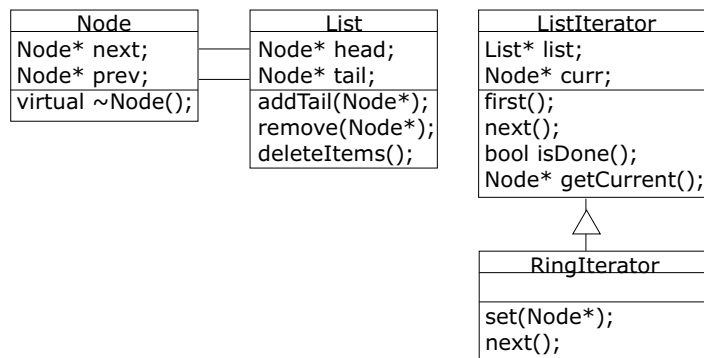 Node
Node* next;
Node* prev;
virtual ~Node();
List
Node* head;
Node* tail;
addTail(Node*);
remove(Node*);
deleteItems();
ListIterator
List* list;
Node* curr;
first();
next();
bool isDone();
Node* getCurrent();
RingIterator
set(Node*);
next();